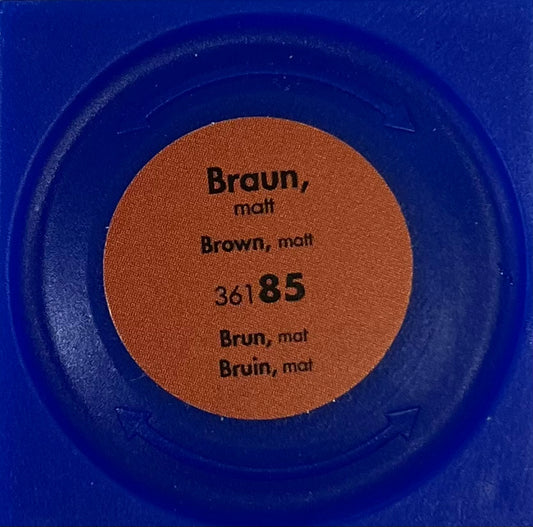 Braun,
matt
Brown, matt
36185
Brun, mat
Bruin, mat